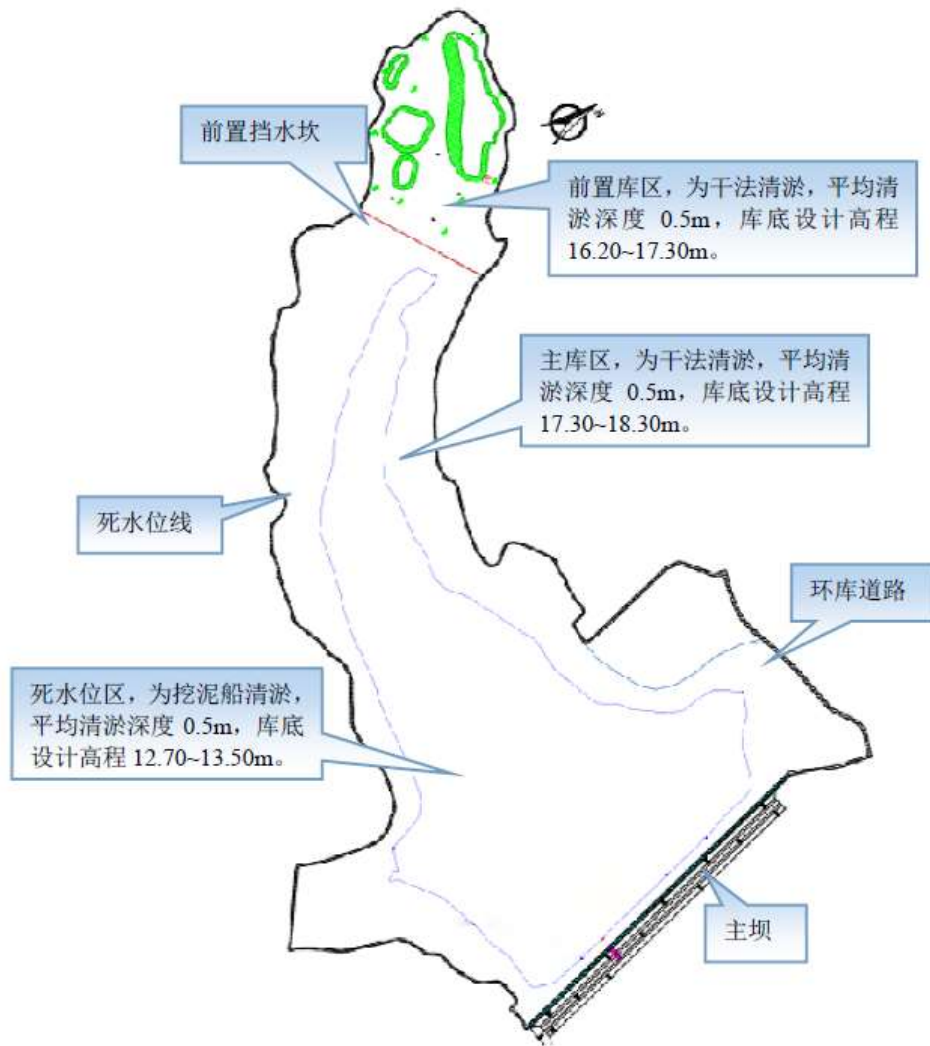 前置挡水坎
前置库区，为干法清淤，平均清
淤深度 0.5m，库底设计高程
16.20~17.30m。
主库区，为干法清淤，平均清
淤深度 0.5m，库底设计高程
17.30~18.30m。
死水位线
环库道路
死水位区，为挖泥船清淤，
平均清淤深度 0.5m，库底
设计高程 12.70~13.50m。
主坝